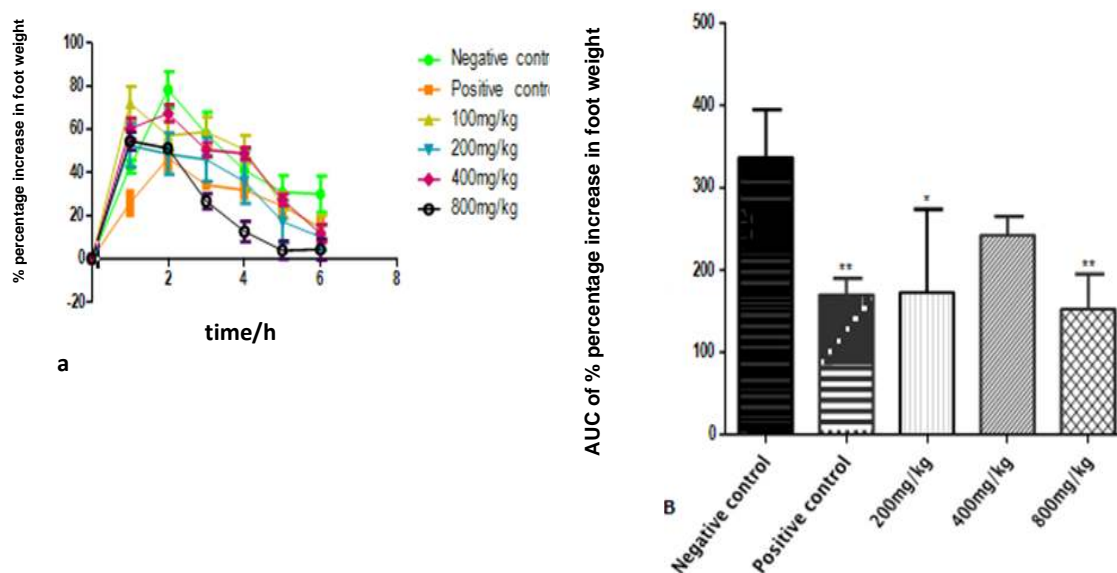 % percentage increase in foot weight
100
80
60
40
20
0
-20
2
4
6
8
time/h
a
Negative contr
Positive contro
100mg/kg
200mg/kg
400mg/kg
800mg/kg
AUC of % percentage increase in foot weight
500
400
300
200
100
0
**
*
**
Negative control
Positive control
200mg/kg
400mg/kg
800mg/kg
B